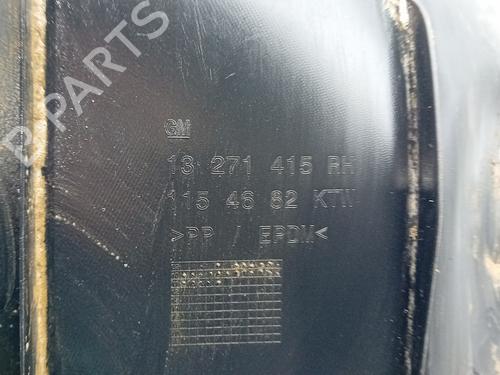 B-PARTS
GM
13 271 415 RH
115 46 82 KTW
>PP / EPDM<